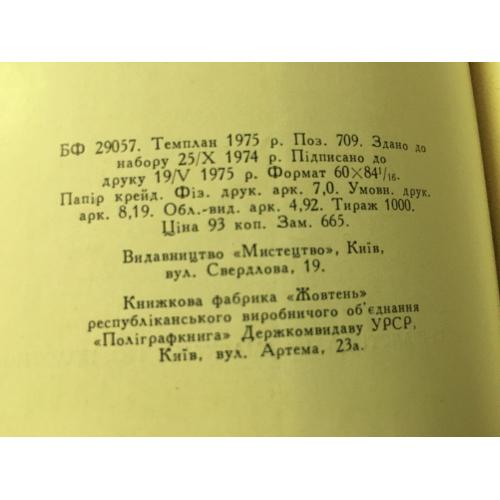 БФ 29057. Темплан 1975 р. Поз. 709. Здано до
набору 25/X 1974 р. Підписано до
друку 19/V 1975 р. Формат 60×84¹/₁₆.
Папір крейд. Фіз. друк. арк. 7,0. Умовн. друк.
арк. 8,19. Обл.-вид. арк. 4,92. Тираж 1000.
Ціна 93 коп. Зам. 665.
Видавництво «Мистецтво», Київ,
вул. Свердлова, 19.
Книжкова фабрика «Жовтень»
республіканського виробничого об'єднання
«Поліграфкнига» Держкомвидаву УРСР,
Київ, вул. Артема, 23а.